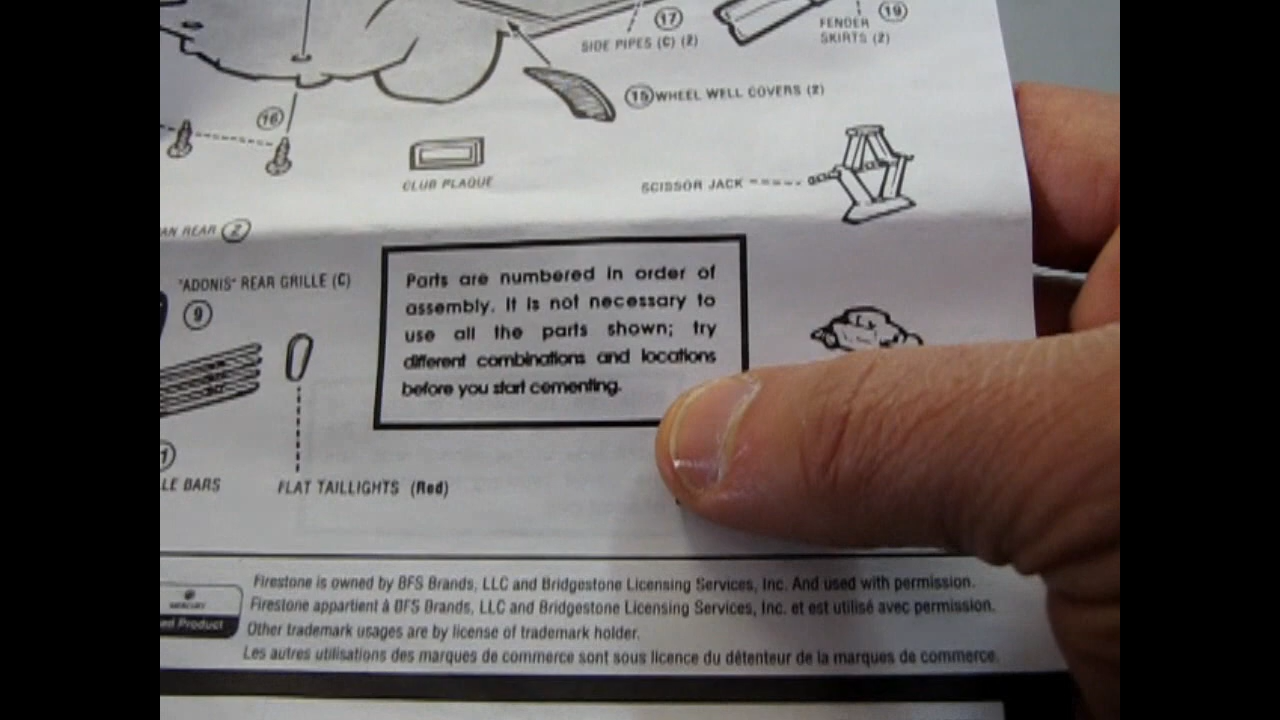 17
19
SIDE PIPES (C) (2)
FENDER
SKIRTS (2)
15 WHEEL WELL COVERS (2)
16
CLUB PLAQUE
SCISSOR JACK
AN REAR 2
"ADONIS" REAR GRILLE (C)
9
Parts are numbered in order of
assembly. It is not necessary to
use all the parts shown; try
different combinations and locations
before you start cementing.
LE BARS
FLAT TAILLIGHTS (Red)
Firestone is owned by BFS Brands, LLC and Bridgestone Licensing Services, Inc. And used with permission.
Firestone appartient à BFS Brands, LLC and Bridgestone Licensing Services, Inc. et est utilisé avec permission.
MERCURY
ed Product
Other trademark usages are by license of trademark holder.
Les autres utilisations des marques de commerce sont sous licence du détenteur de la marques de commerce.